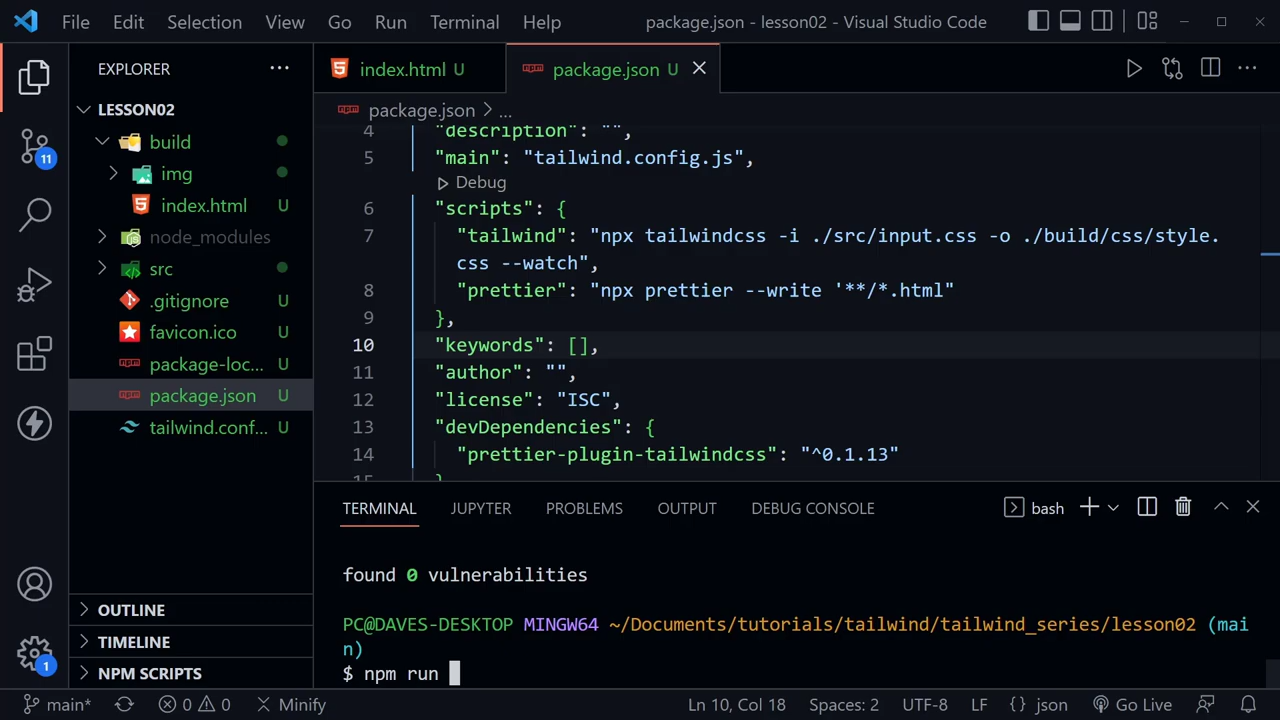 File Edit Selection View Go Run Terminal Help package.json - lesson02 - Visual Studio Code
EXPLORER
LESSON02
build
img
index.html U
node_modules
src
.gitignore U
favicon.ico U
package-loc... U
package.json U
tailwind.conf... U
OUTLINE
TIMELINE
NPM SCRIPTS
11
1
index.html U package.json U
package.json > ...
4 "description": "",
5 "main": "tailwind.config.js",
Debug
6 "scripts": {
7 "tailwind": "npx tailwindcss -i ./src/input.css -o ./build/css/style.
css --watch",
8 "prettier": "npx prettier --write '**/*.html"
9 },
10 "keywords": [],
11 "author": "",
12 "license": "ISC",
13 "devDependencies": {
14 "prettier-plugin-tailwindcss": "^0.1.13"
15 }
TERMINAL JUPYTER PROBLEMS OUTPUT DEBUG CONSOLE bash
found 0 vulnerabilities
PC@DAVES-DESKTOP MINGW64 ~/Documents/tutorials/tailwind/tailwind_series/lesson02 (mai
n)
$ npm run
main* 0 0 Minify Ln 10, Col 18 Spaces: 2 UTF-8 LF {} json Go Live